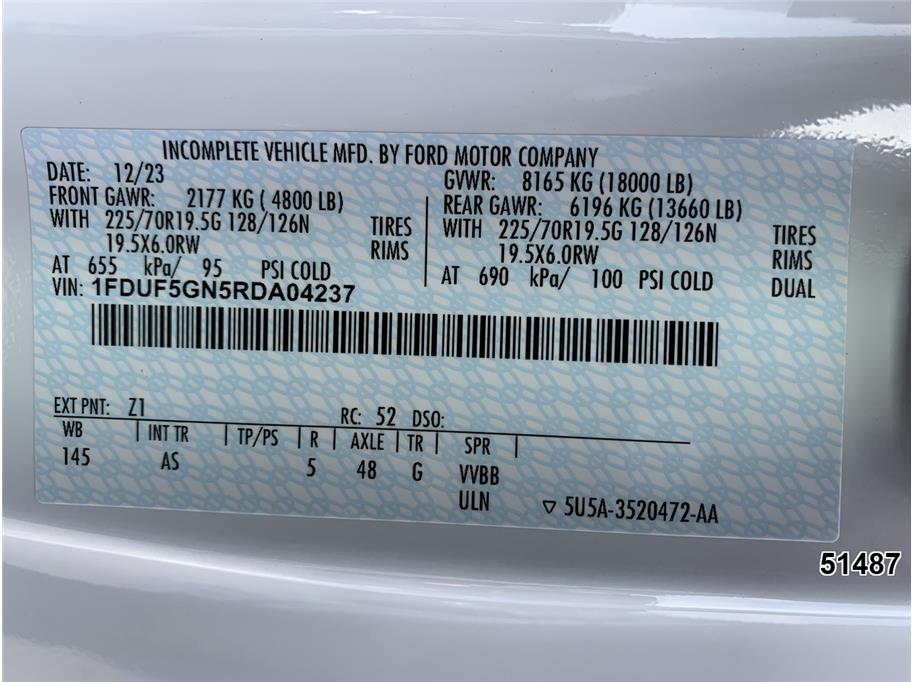 INCOMPLETE VEHICLE MFD. BY FORD MOTOR COMPANY
DATE: 12/23
GVWR: 8165 KG (18000 LB)
FRONT GAWR: 2177 KG ( 4800 LB)
REAR GAWR: 6196 KG (13660 LB)
WITH 225/70R19.5G 128/126N TIRES
WITH 225/70R19.5G 128/126N TIRES
19.5X6.0RW RIMS
19.5X6.0RW RIMS
AT 655 kPa/ 95 PSI COLD
AT 690 kPa/ 100 PSI COLD DUAL
VIN: 1FDUF5GN5RDA04237
EXT PNT: Z1 RC: 52 DSO:
WB | INT TR | TP/PS | R | AXLE | TR | SPR |
145 AS 5 48 G VVBB
ULN ▽ 5U5A-3520472-AA
51487